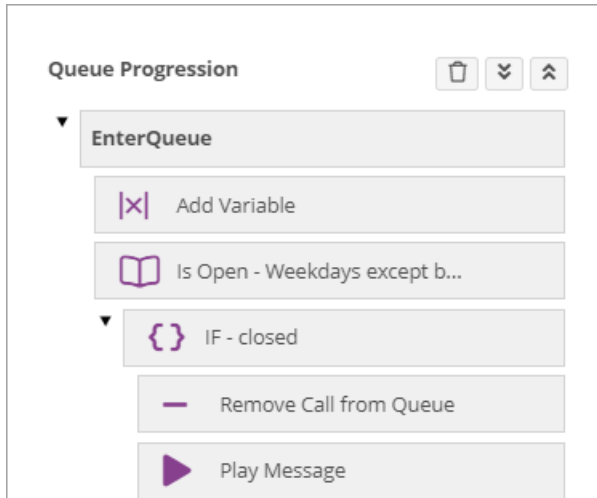 Queue Progression
EnterQueue
Add Variable
Is Open - Weekdays except b...
IF - closed
Remove Call from Queue
Play Message